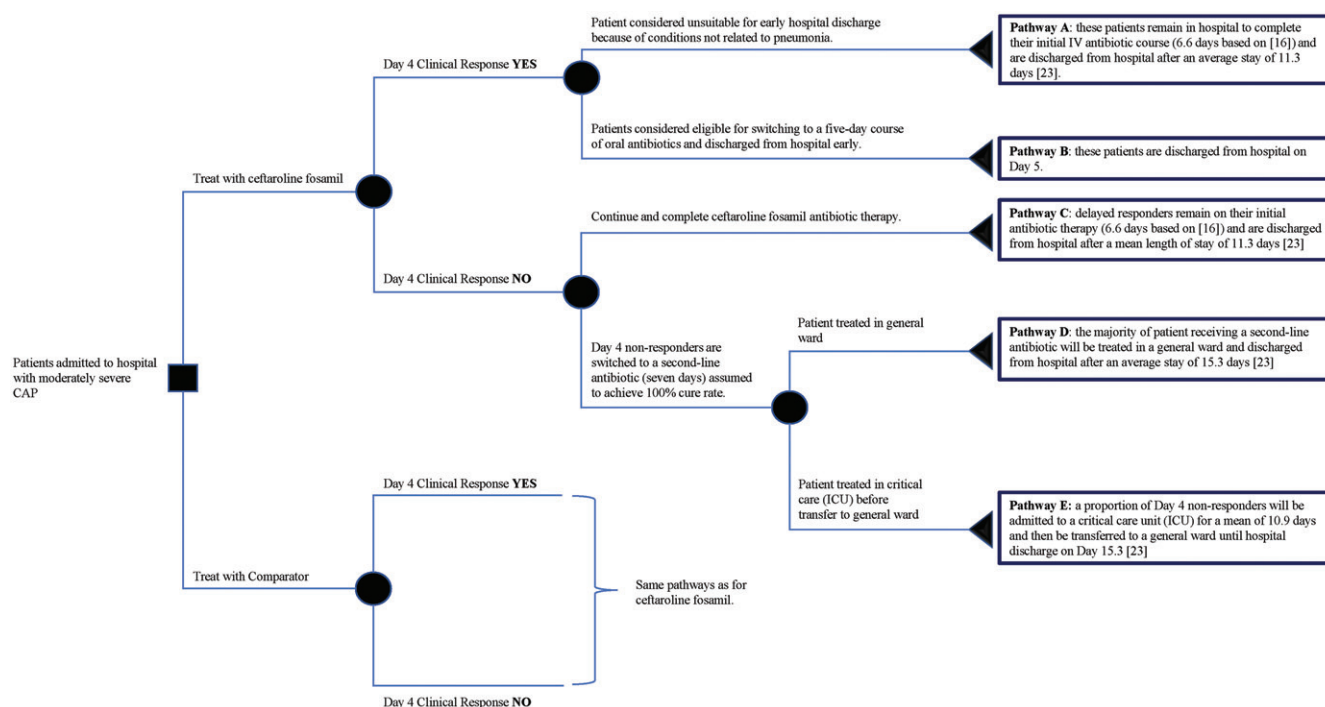 Patient considered unsuitable for early hospital discharge
because of conditions not related to pneumonia.
Pathway A: these patients remain in hospital to complete
their initial IV antibiotic course (6.6 days based on [16]) and
are discharged from hospital after an average stay of 11.3
days [23].
Day 4 Clinical Response YES
Patients considered eligible for switching to a five-day course
of oral antibiotics and discharged from hospital early.
Pathway B: these patients are discharged from hospital on
Day 5.
Treat with ceftaroline fosamil
Continue and complete ceftaroline fosamil antibiotic therapy.
Pathway C: delayed responders remain on their initial
antibiotic therapy (6.6 days based on [16]) and are discharged
from hospital after a mean length of stay of 11.3 days [23]
Day 4 Clinical Response NO
Patient treated in general
ward
Pathway D: the majority of patient receiving a second-line
antibiotic will be treated in a general ward and discharged
from hospital after an average stay of 15.3 days [23]
Day 4 non-responders are
switched to a second-line
antibiotic (seven days) assumed
to achieve 100% cure rate.
Patients admitted to hospital
with moderately severe
CAP
Patient treated in critical
care (ICU) before
transfer to general ward
Pathway E: a proportion of Day 4 non-responders will be
admitted to a critical care unit (ICU) for a mean of 10.9 days
and then be transferred to a general ward until hospital
discharge on Day 15.3 [23]
Day 4 Clinical Response YES
Treat with Comparator
Same pathways as for
ceftaroline fosamil.
Day 4 Clinical Response NO